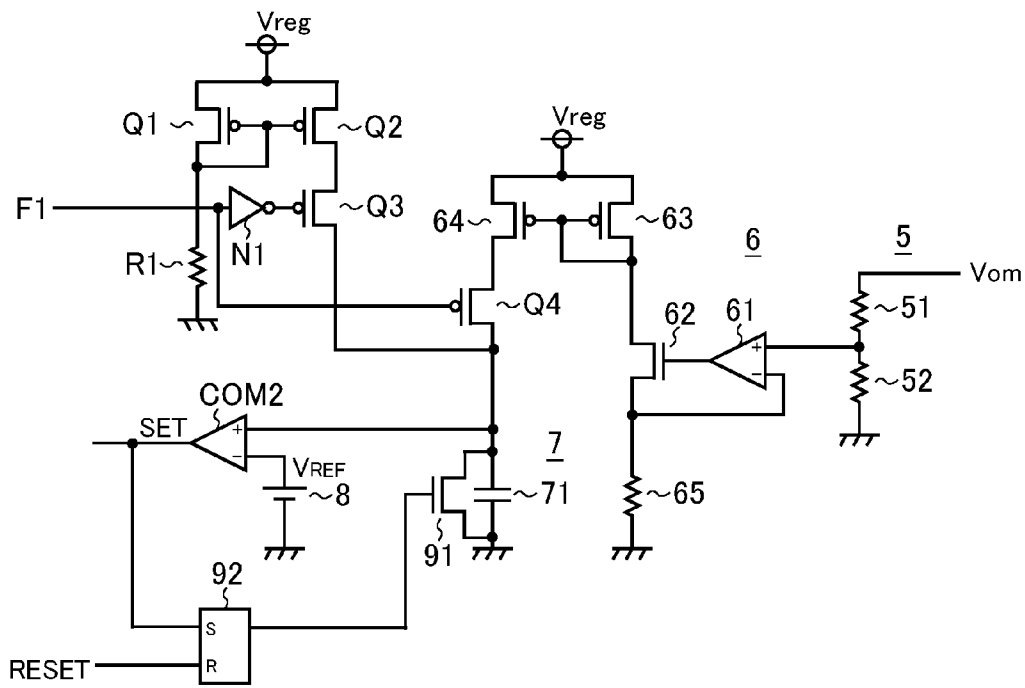 Vreg
Q1
Q2
Vreg
F1
N1
Q3
64
63
6
5
Vom
R1
Q4
62
61
51
52
COM2
SET
VREF
8
7
71
65
91
92
S
R
RESET
+
-
+
-